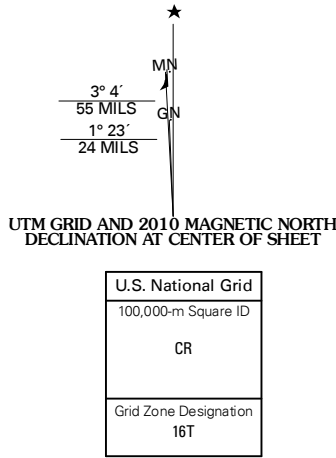 ★
MN
3° 4´
55 MILS
GN
1° 23´
24 MILS
UTM GRID AND 2010 MAGNETIC NORTH
DECLINATION AT CENTER OF SHEET
U.S. National Grid
100,000-m Square ID
CR
Grid Zone Designation
16T